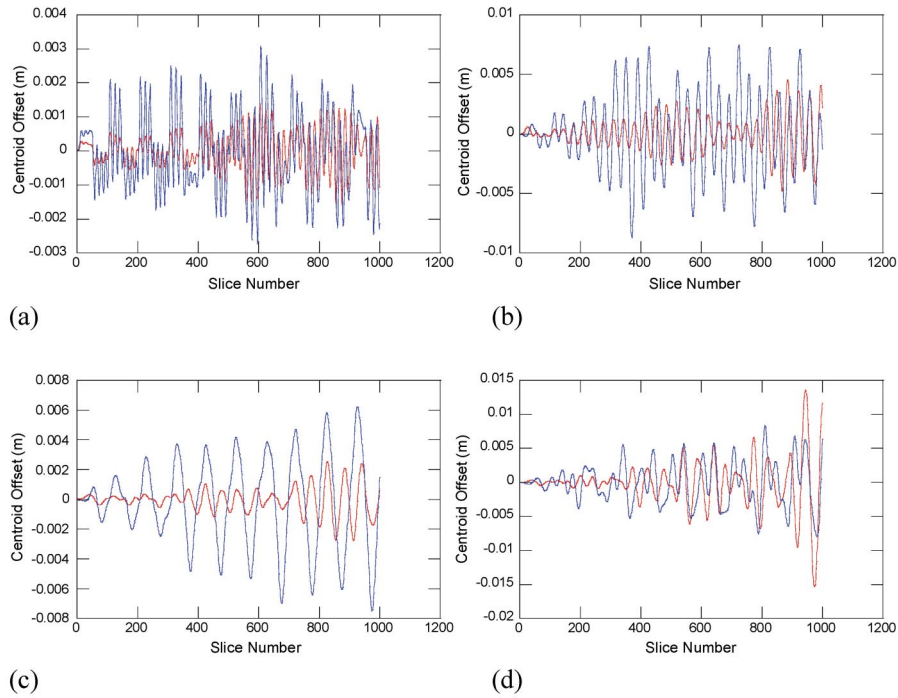 0.004
0.003
0.002
0.001
0
-0.001
-0.002
-0.003
Centroid Offset (m)
0 200 400 600 800 1000 1200
Slice Number
(a)
0.01
0.005
0
-0.005
-0.01
Centroid Offset (m)
0 200 400 600 800 1000 1200
Slice Number
(b)
0.008
0.006
0.004
0.002
0
-0.002
-0.004
-0.006
-0.008
Centroid Offset (m)
0 200 400 600 800 1000 1200
Slice Number
(c)
0.015
0.01
0.005
0
-0.005
-0.01
-0.015
-0.02
Centroid Offset (m)
0 200 400 600 800 1000 1200
Slice Number
(d)